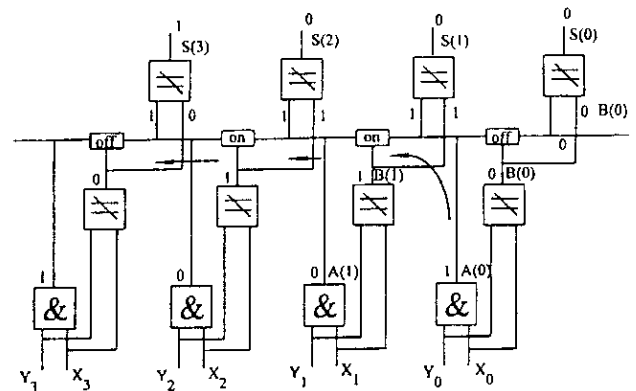 1 0 0 0
S(3) S(2) S(1) S(0)
1 0 1 1 1 1 0 B(0)
off on on off 0
0 1 1 B(1) 0 B(0)
1 0 0 A(1) 1 A(0)
& & & &
Y3 X3 Y2 X2 Y1 X1 Y0 X0